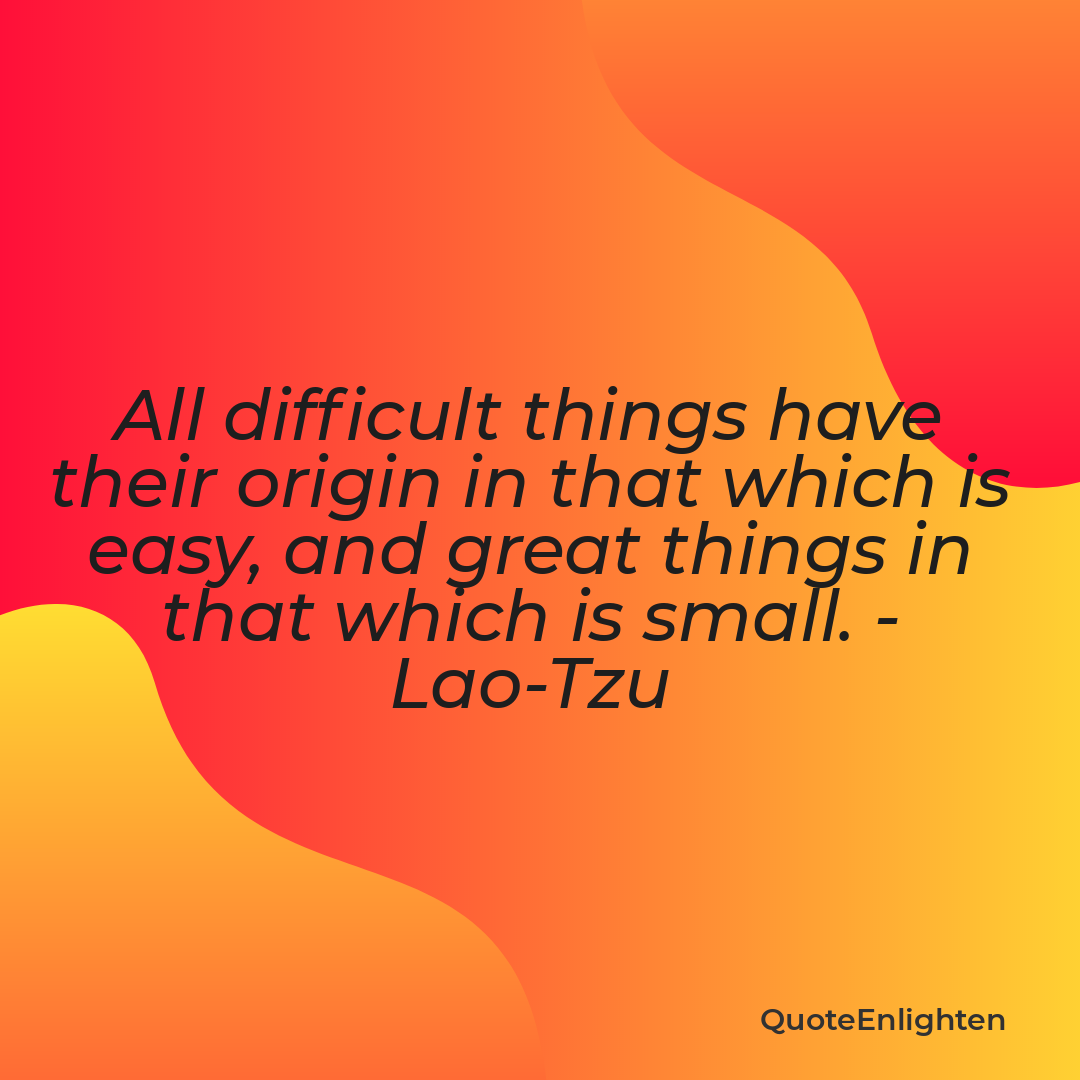 All difficult things have
their origin in that which is
easy, and great things in
that which is small. -
Lao-Tzu
QuoteEnlighten